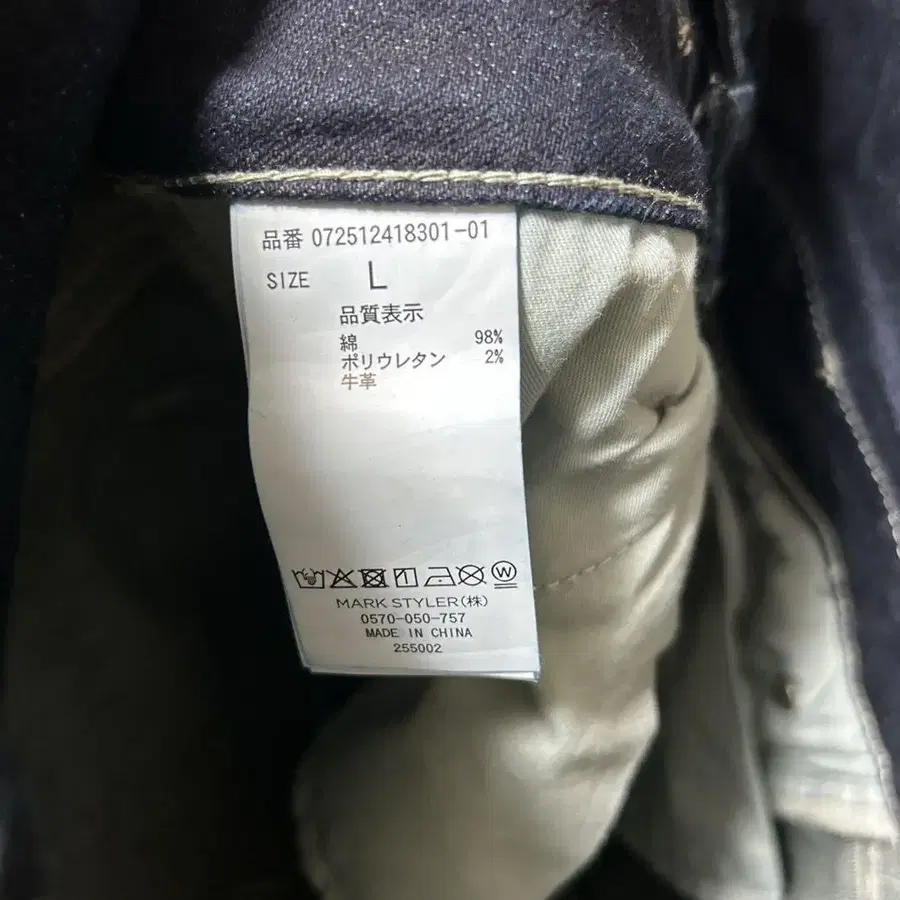 品番 072512418301-01
SIZE L
品質表示
綿 98%
ポリウレタン 2%
牛革
W
MARK STYLER(株)
0570-050-757
MADE IN CHINA
255002